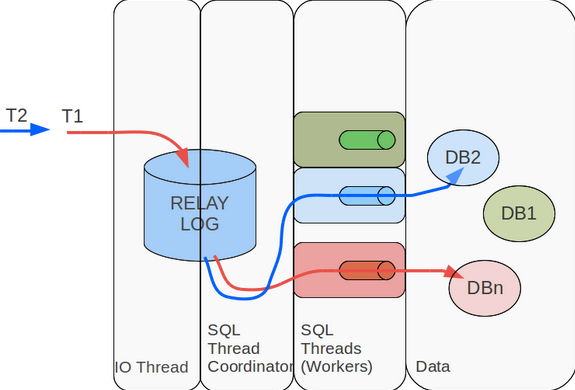 T2
T1
RELAY
LOG
DB2
DB1
DBn
IO Thread
SQL
Thread
Coordinator
SQL
Threads
(Workers)
Data